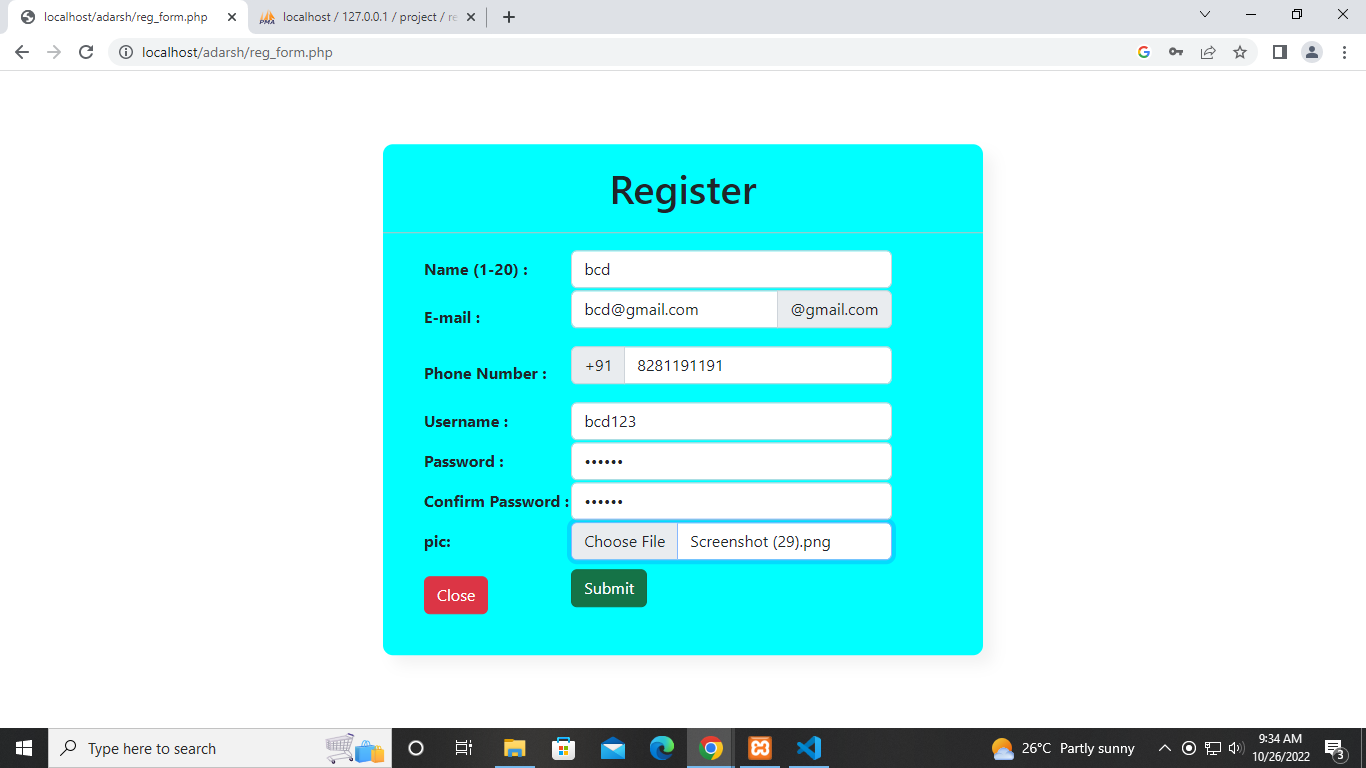 localhost/adarsh/reg_form.php
localhost / 127.0.0.1 / project / re
localhost/adarsh/reg_form.php
Register
Name (1-20) : bcd
E-mail : bcd@gmail.com @gmail.com
Phone Number : +91 8281191191
Username : bcd123
Password : ••••••
Confirm Password : ••••••
pic: Choose File Screenshot (29).png
Close Submit
Type here to search
26°C Partly sunny
9:34 AM
10/26/2022
3